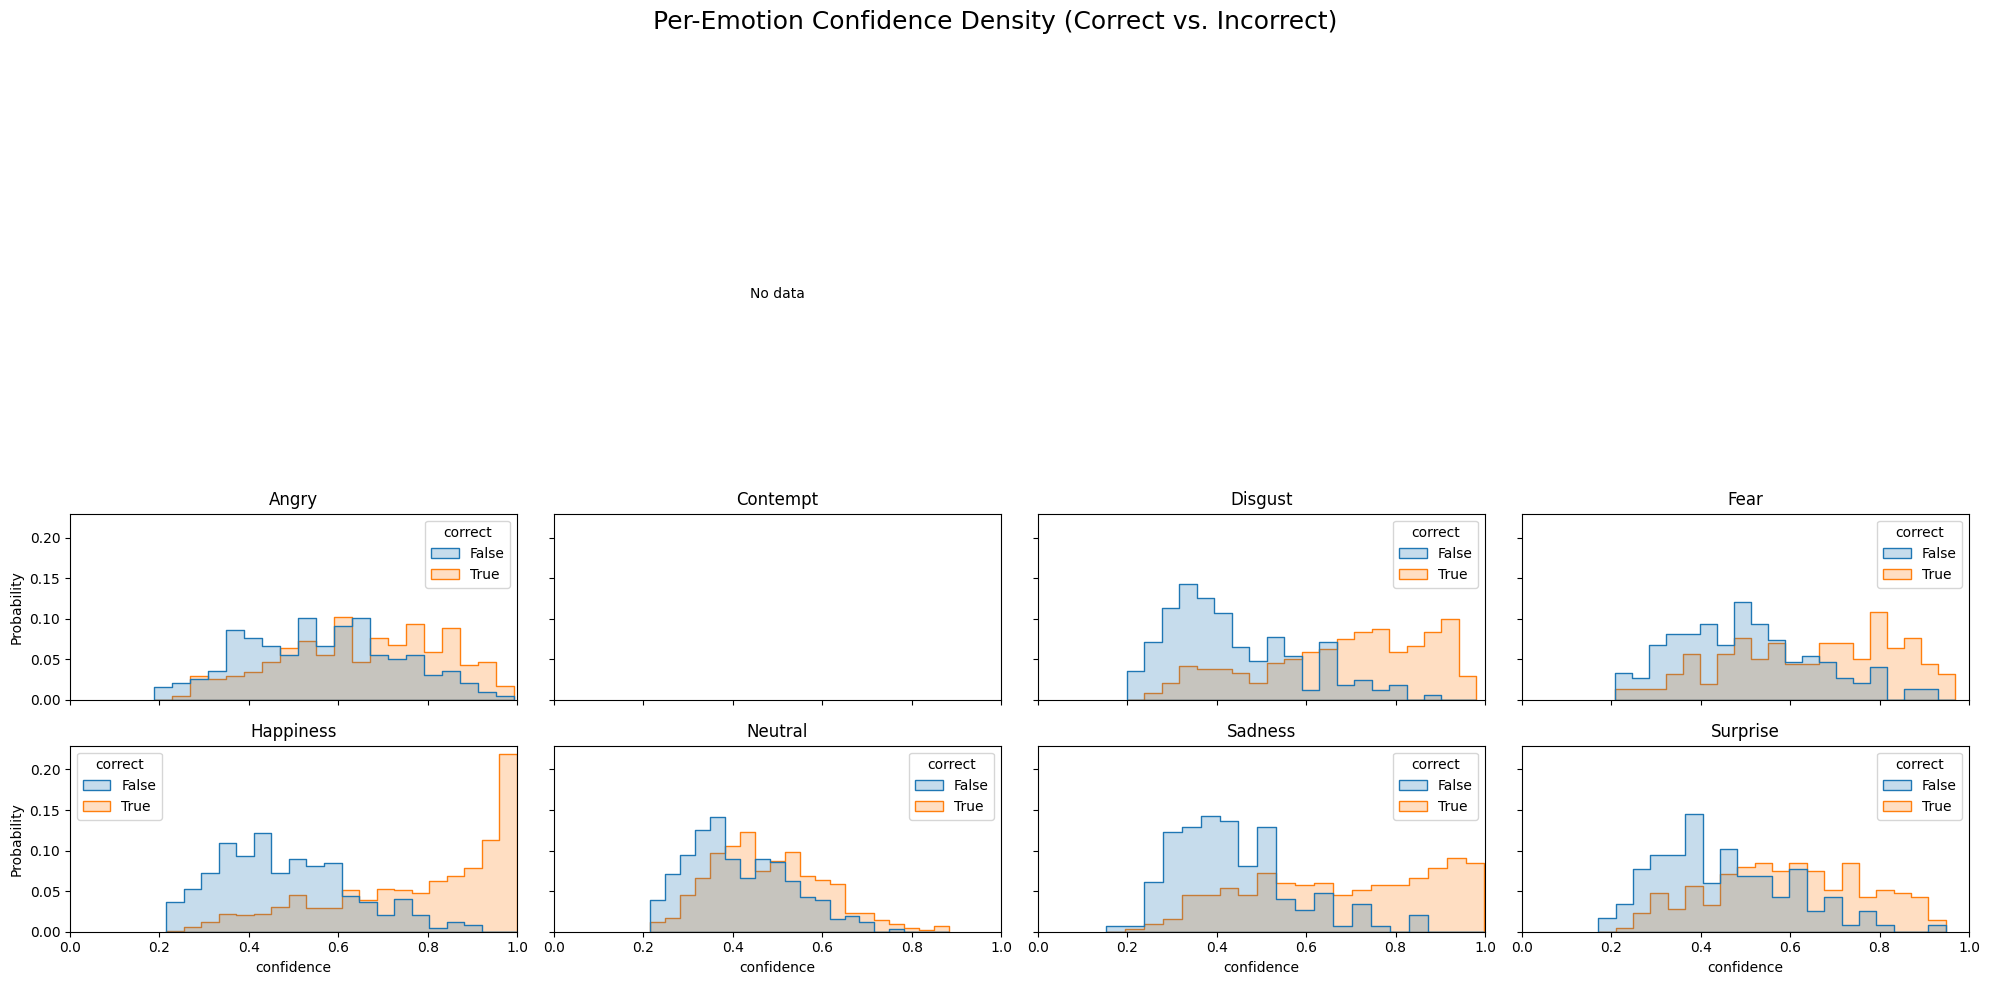 Per-Emotion Confidence Density (Correct vs. Incorrect)
No data
Angry
Probability
0.20
0.15
0.10
0.05
0.00
correct
False
True
Contempt
Disgust
correct
False
True
Fear
correct
False
True
Happiness
Probability
0.20
0.15
0.10
0.05
0.00
correct
False
True
0.0 0.2 0.4 0.6 0.8 1.0
confidence
Neutral
correct
False
True
0.0 0.2 0.4 0.6 0.8 1.0
confidence
Sadness
correct
False
True
0.0 0.2 0.4 0.6 0.8 1.0
confidence
Surprise
correct
False
True
0.0 0.2 0.4 0.6 0.8 1.0
confidence